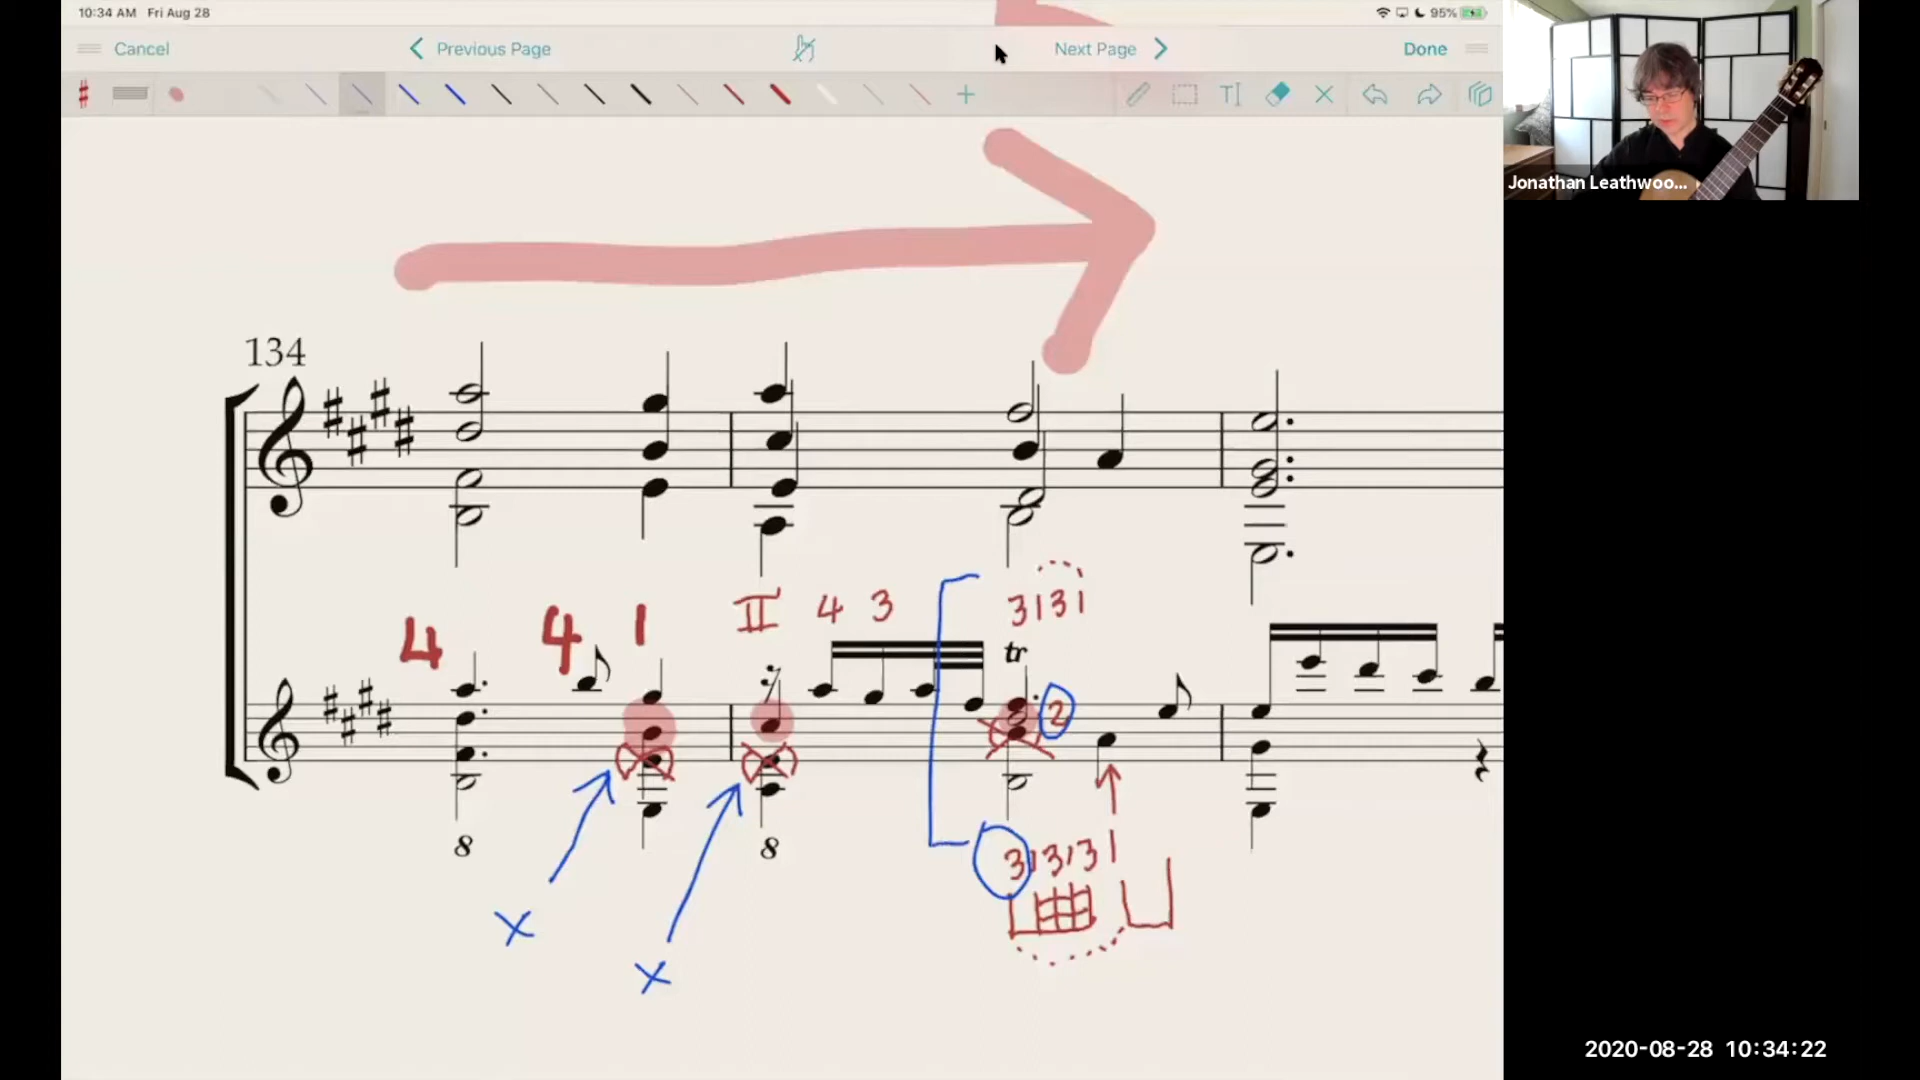 10:34 AM Fri Aug 28
95%
Cancel
Previous Page
Next Page
Done
T
Jonathan Leathwoo...
134
4 4 1 II 4 3 3131
tr
2
8 8
313131
X
X
2020-08-28 10:34:22